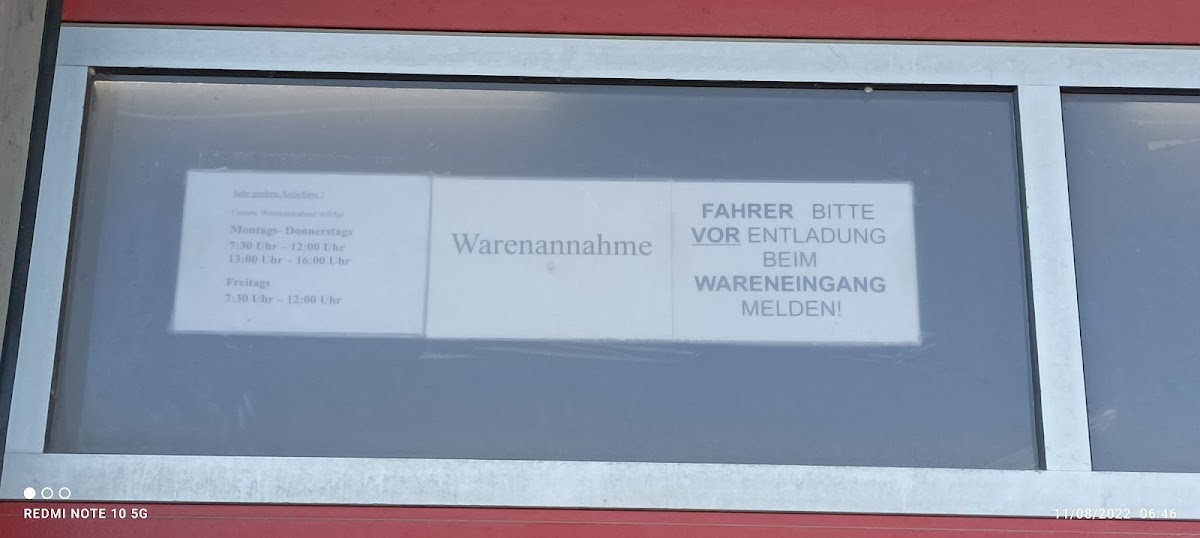 Sehr geehrte Anlieferer !
Unsere Warenannahme erfolgt
Montags- Donnerstags
7:30 Uhr – 12:00 Uhr
13:00 Uhr – 16:00 Uhr
Freitags
7:30 Uhr – 12:00 Uhr
Warenannahme
FAHRER BITTE
VOR ENTLADUNG
BEIM
WARENEINGANG
MELDEN!
REDMI NOTE 10 5G
11/08/2022 06:46